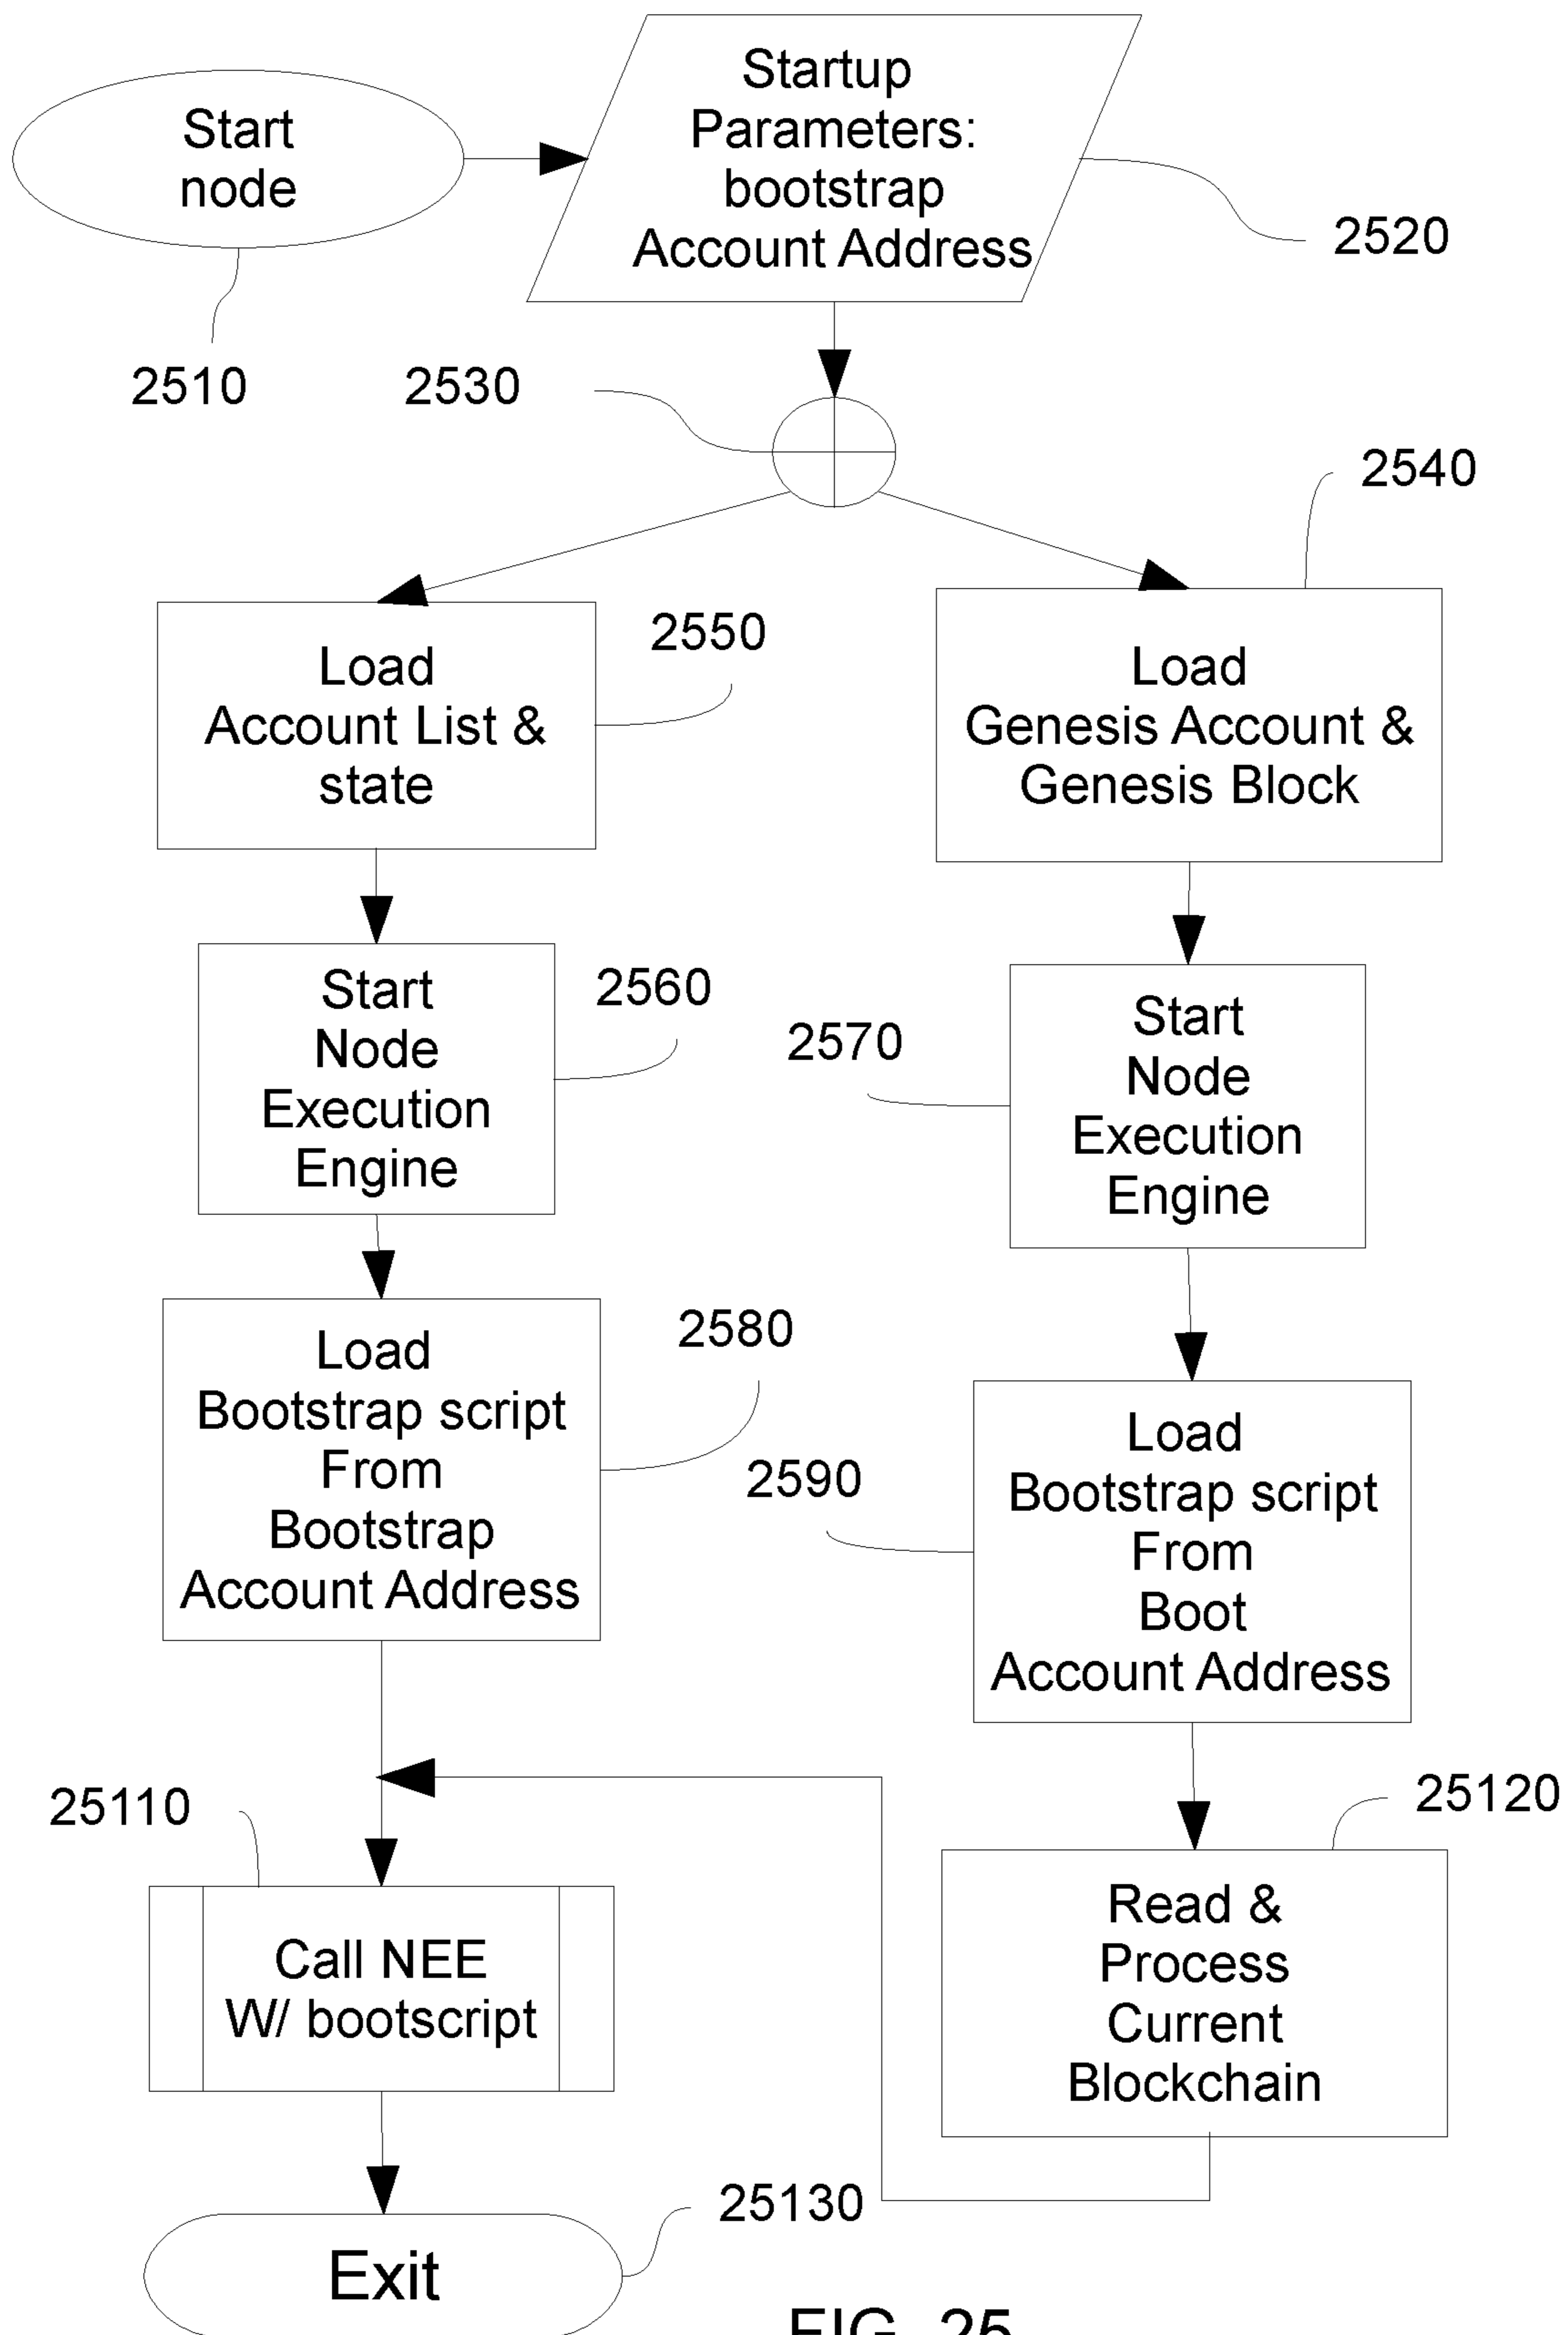 Start
node
2510
Startup
Parameters:
bootstrap
Account Address
2520
2530
2540
Load
Account List &
state
2550
Load
Genesis Account &
Genesis Block
Start
Node
Execution
Engine
2560
2570
Start
Node
Execution
Engine
Load
Bootstrap script
From
Bootstrap
Account Address
2580
2590
Load
Bootstrap script
From
Boot
Account Address
25110
Call NEE
W/ bootscript
25120
Read &
Process
Current
Blockchain
Exit
25130
FIG. 25